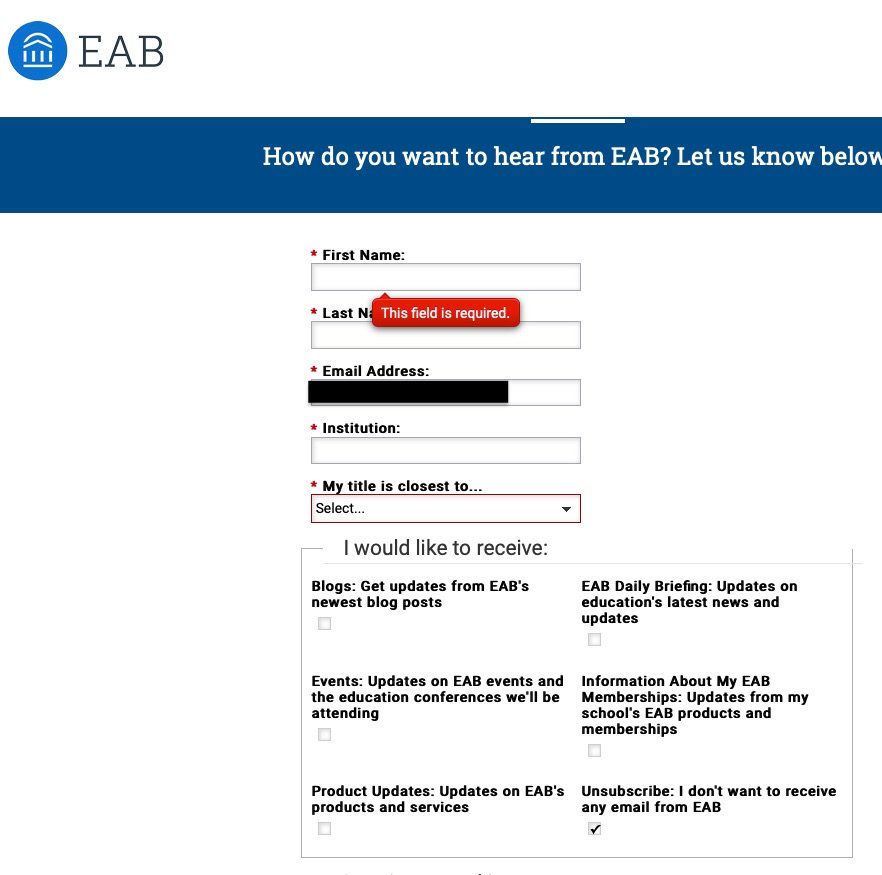 EAB
How do you want to hear from EAB? Let us know below
* First Name:
This field is required.
* Last Na
* Email Address:
* Institution:
* My title is closest to...
Select...
I would like to receive:
Blogs: Get updates from EAB's
newest blog posts
EAB Daily Briefing: Updates on
education's latest news and
updates
Events: Updates on EAB events and
the education conferences we'll be
attending
Information About My EAB
Memberships: Updates from my
school's EAB products and
memberships
Product Updates: Updates on EAB's
products and services
Unsubscribe: I don't want to receive
any email from EAB